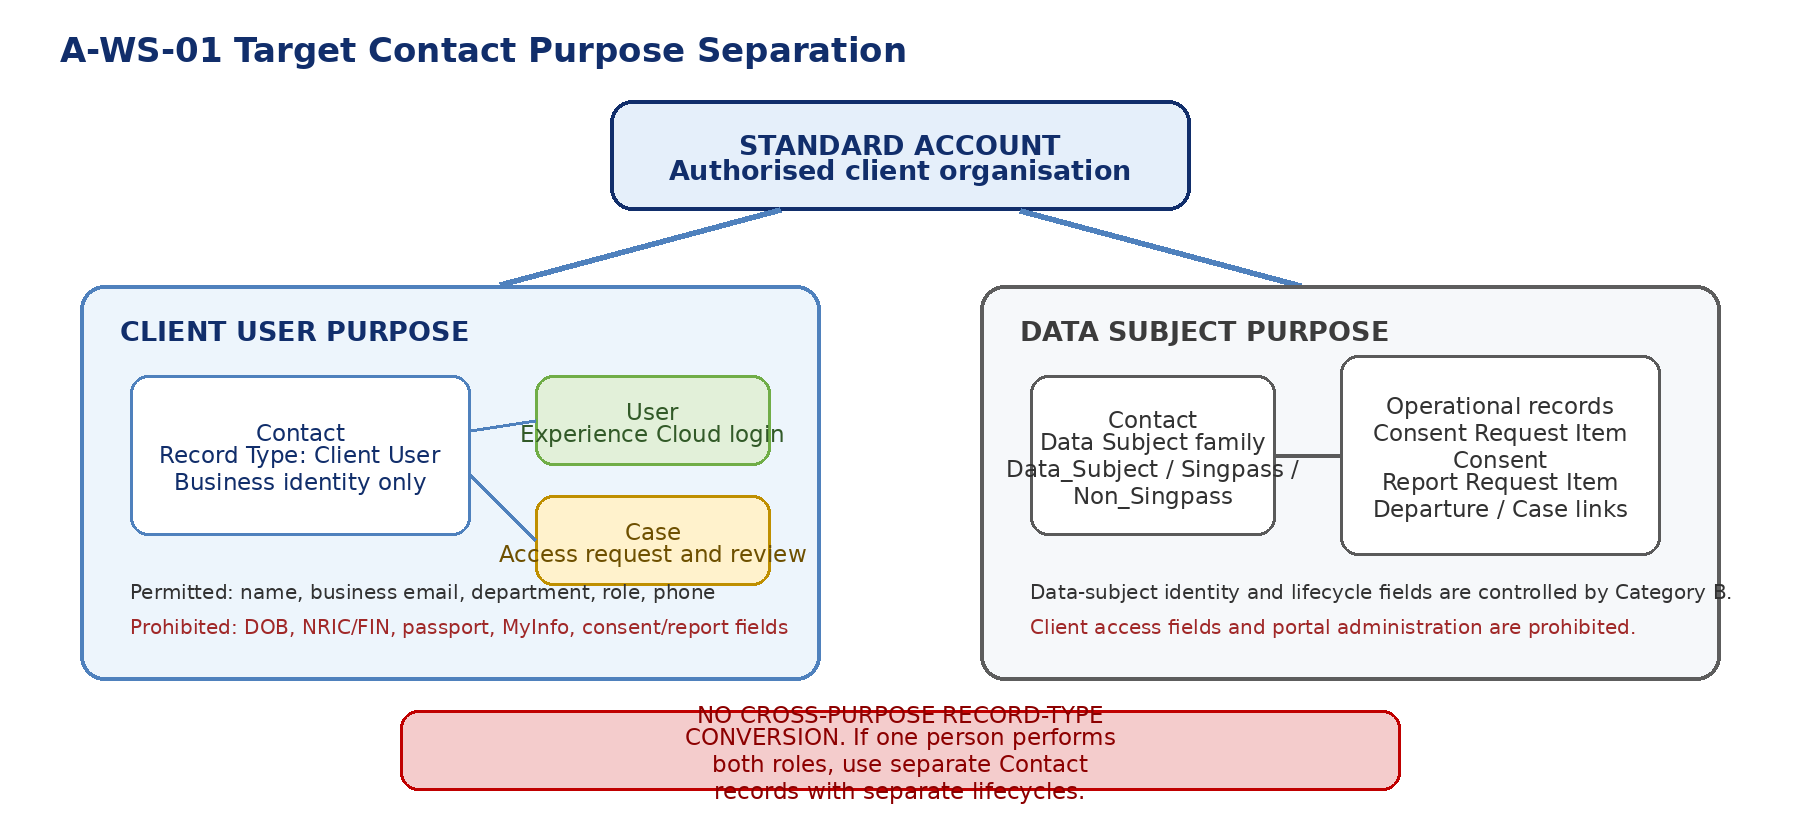 A-WS-01 Target Contact Purpose Separation
STANDARD ACCOUNT
Authorised client organisation
CLIENT USER PURPOSE
Contact
Record Type: Client User
Business identity only
User
Experience Cloud login
Case
Access request and review
Permitted: name, business email, department, role, phone
Prohibited: DOB, NRIC/FIN, passport, MyInfo, consent/report fields
DATA SUBJECT PURPOSE
Contact
Data Subject family
Data_Subject / Singpass /
Non_Singpass
Operational records
Consent Request Item
Consent
Report Request Item
Departure / Case links
Data-subject identity and lifecycle fields are controlled by Category B.
Client access fields and portal administration are prohibited.
NO CROSS-PURPOSE RECORD-TYPE
CONVERSION. If one person performs
both roles, use separate Contact
records with separate lifecycles.